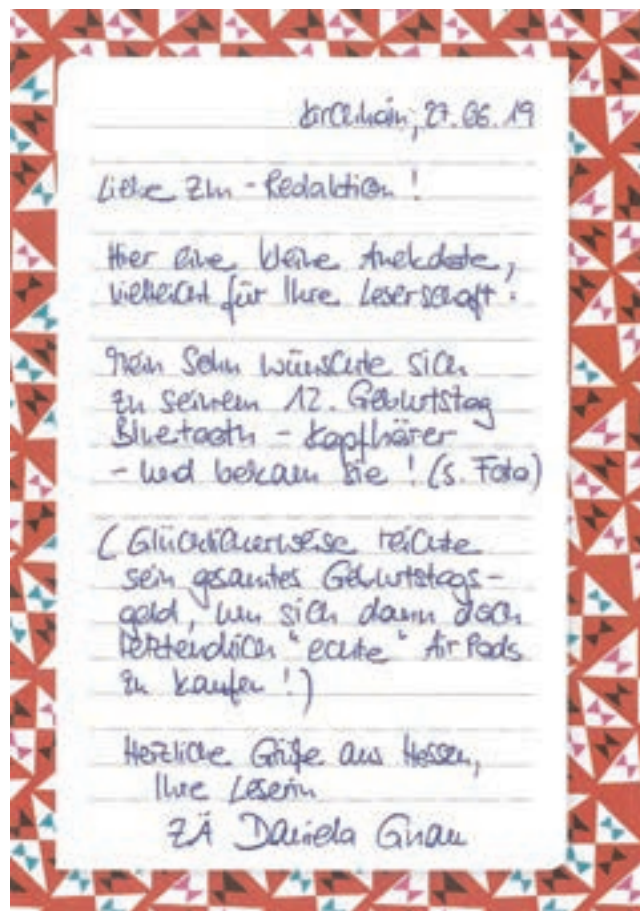 Kirchhain, 27.06.19
Liebe zm-Redaktion!
Hier eine kleine Anekdote,
vielleicht für Ihre Leserschaft:
Mein Sohn wünschte sich
zu seinem 12. Geburtstag
Bluetooth - Kopfhörer
- und bekam sie! (s. Foto)
(Glücklicherweise reichte
sein gesamtes Geburtstags-
geld, um sich dann doch
letztendlich "echte" AirPods
zu kaufen!)
Herzliche Grüße aus Hessen,
Ihre Leserin
ZÄ Daniela Gnau